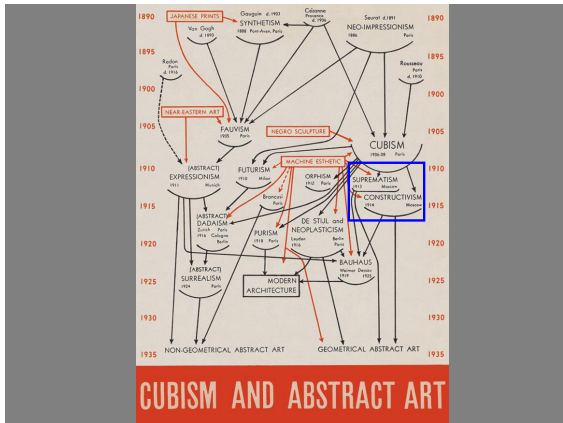 1890 JAPANESE PRINTS Gauguin d. 1903 Cézanne Provence d. 1906 Seurat d.1891 1890
Van Gogh d. 1890 SYNTHETISM 1888 Pont-Aven, Paris NEO-IMPRESSIONISM 1886 Paris
1895 1895
Redon Paris d. 1916 Rousseau Paris d. 1910
1900 1900
NEAR-EASTERN ART
1905 FAUVISM 1905 Paris NEGRO SCULPTURE CUBISM 1906-08 Paris 1905
1910 (ABSTRACT) EXPRESSIONISM 1911 Munich FUTURISM 1910 Milan MACHINE ESTHETIC ORPHISM 1912 Paris SUPREMATISM 1913 Moscow 1910
Brancusi Paris CONSTRUCTIVISM 1914 Moscow
1915 (ABSTRACT) DADAISM Zurich Paris 1916 Cologne Berlin PURISM 1918 Paris DE STIJL and NEOPLASTICISM Leyden Berlin 1916 Paris 1915
1920 1920
(ABSTRACT) SURREALISM 1924 Paris BAUHAUS Weimar Dessau 1919 1925
1925 MODERN ARCHITECTURE 1925
1930 1930
1935 NON-GEOMETRICAL ABSTRACT ART GEOMETRICAL ABSTRACT ART 1935
CUBISM AND ABSTRACT ART